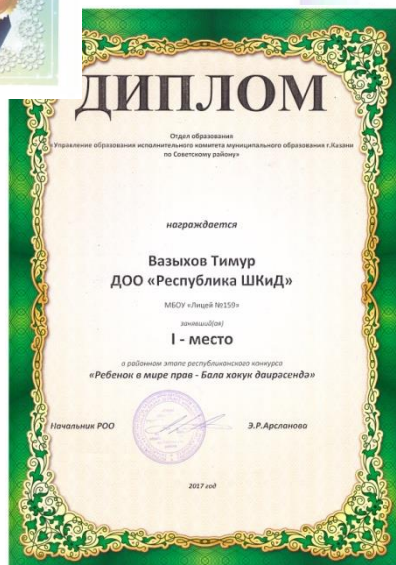 ДИПЛОМ
Отдел образования
«Управление образования исполнительного комитета муниципального образования г.Казани
по Советскому району»
награждается
Вазыхов Тимур
ДОО «Республика ШКиД»
МБОУ «Лицей №159»
занявший(ая)
I - место
в районном этапе республиканского конкурса
«Ребенок в мире прав - Бала хокук даирәсендә»
Начальник РОО
Э.Р.Арсланова
2017 год